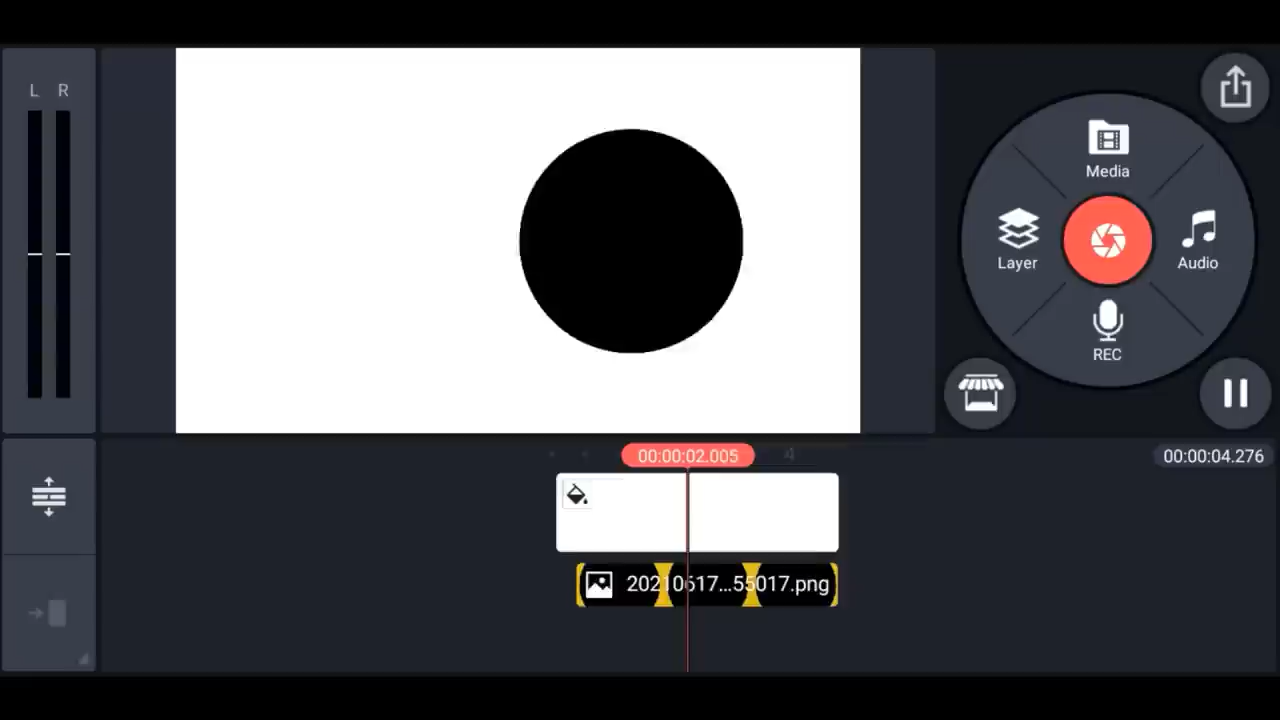 L R
Media
Layer
Audio
REC
00:00:02.005
4
00:00:04.276
20210617...55017.png